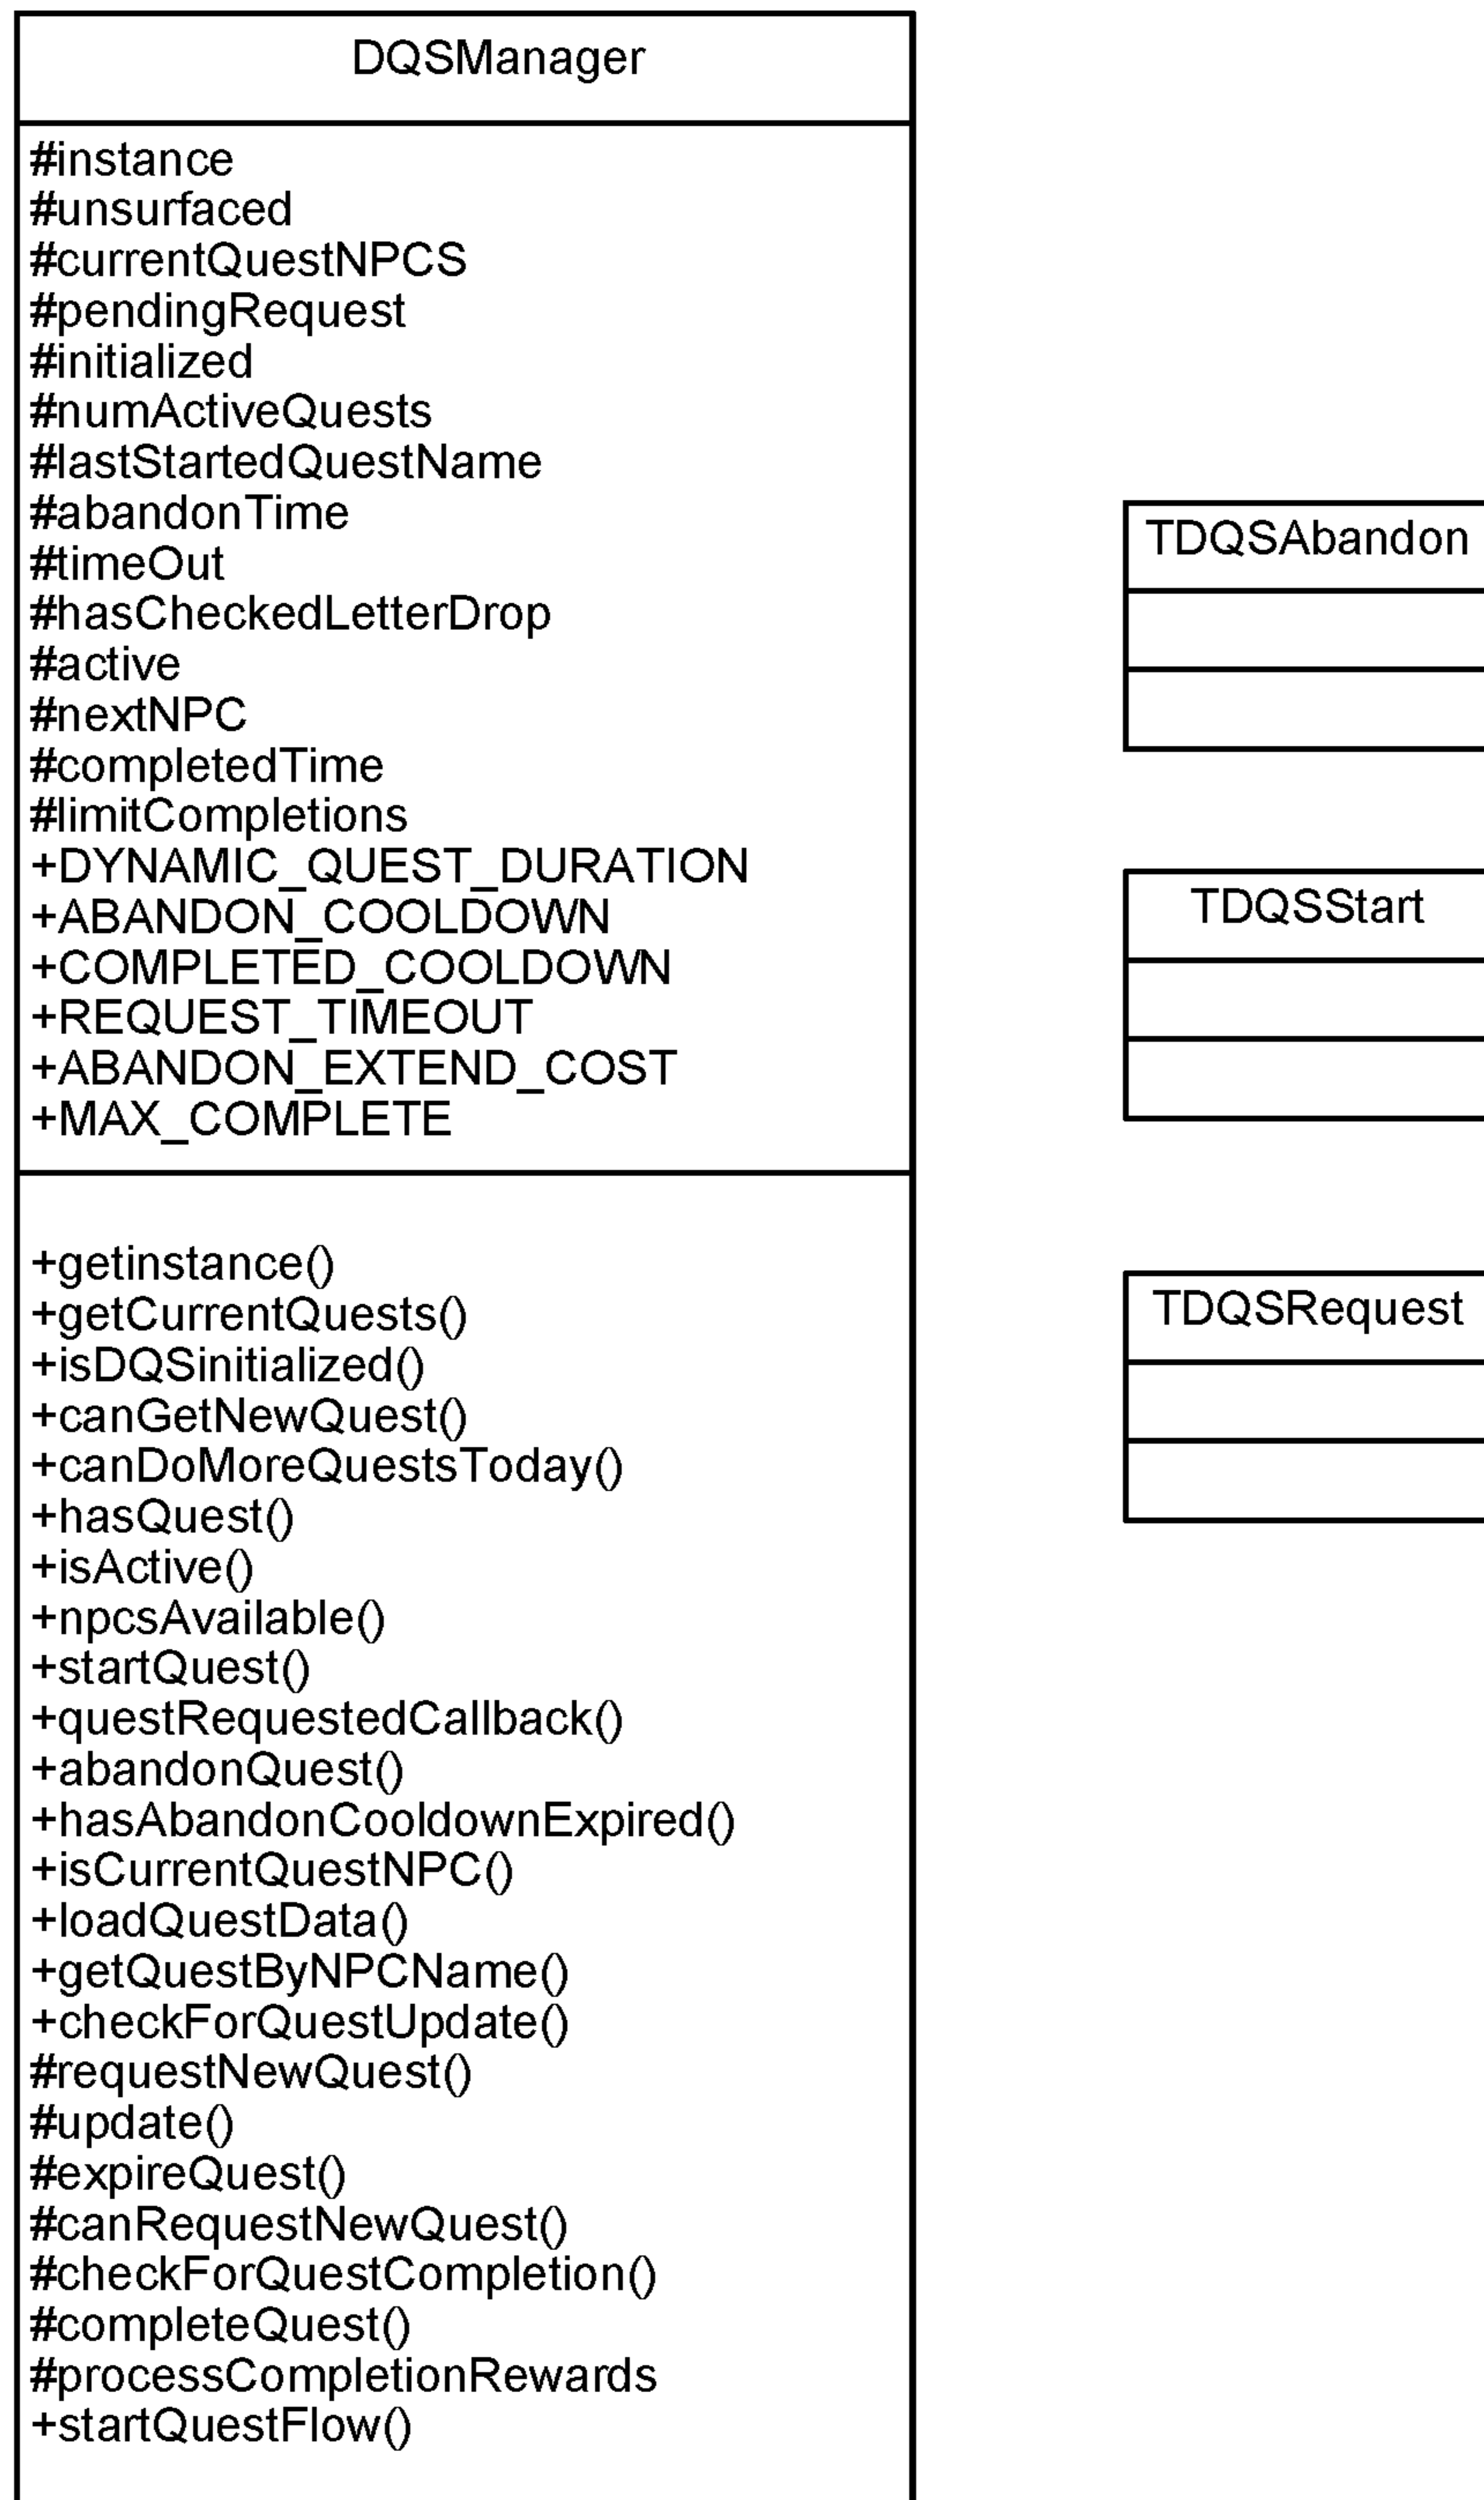 DQSManager
#instance
#unsurfaced
#currentQuestNPCS
#pendingRequest
#initialized
#numActiveQuests
#lastStartedQuestName
#abandonTime
#timeOut
#hasCheckedLetterDrop
#active
#nextNPC
#completedTime
#limitCompletions
+DYNAMIC_QUEST_DURATION
+ABANDON_COOLDOWN
+COMPLETED_COOLDOWN
+REQUEST_TIMEOUT
+ABANDON_EXTEND_COST
+MAX_COMPLETE
+getinstance()
+getCurrentQuests()
+isDQSinitialized()
+canGetNewQuest()
+canDoMoreQuestsToday()
+hasQuest()
+isActive()
+npcsAvailable()
+startQuest()
+questRequestedCallback()
+abandonQuest()
+hasAbandonCooldownExpired()
+isCurrentQuestNPC()
+loadQuestData()
+getQuestByNPCName()
+checkForQuestUpdate()
#requestNewQuest()
#update()
#expireQuest()
#canRequestNewQuest()
#checkForQuestCompletion()
#completeQuest()
#processCompletionRewards
+startQuestFlow()
TDQSAbandon
TDQSStart
TDQSRequest